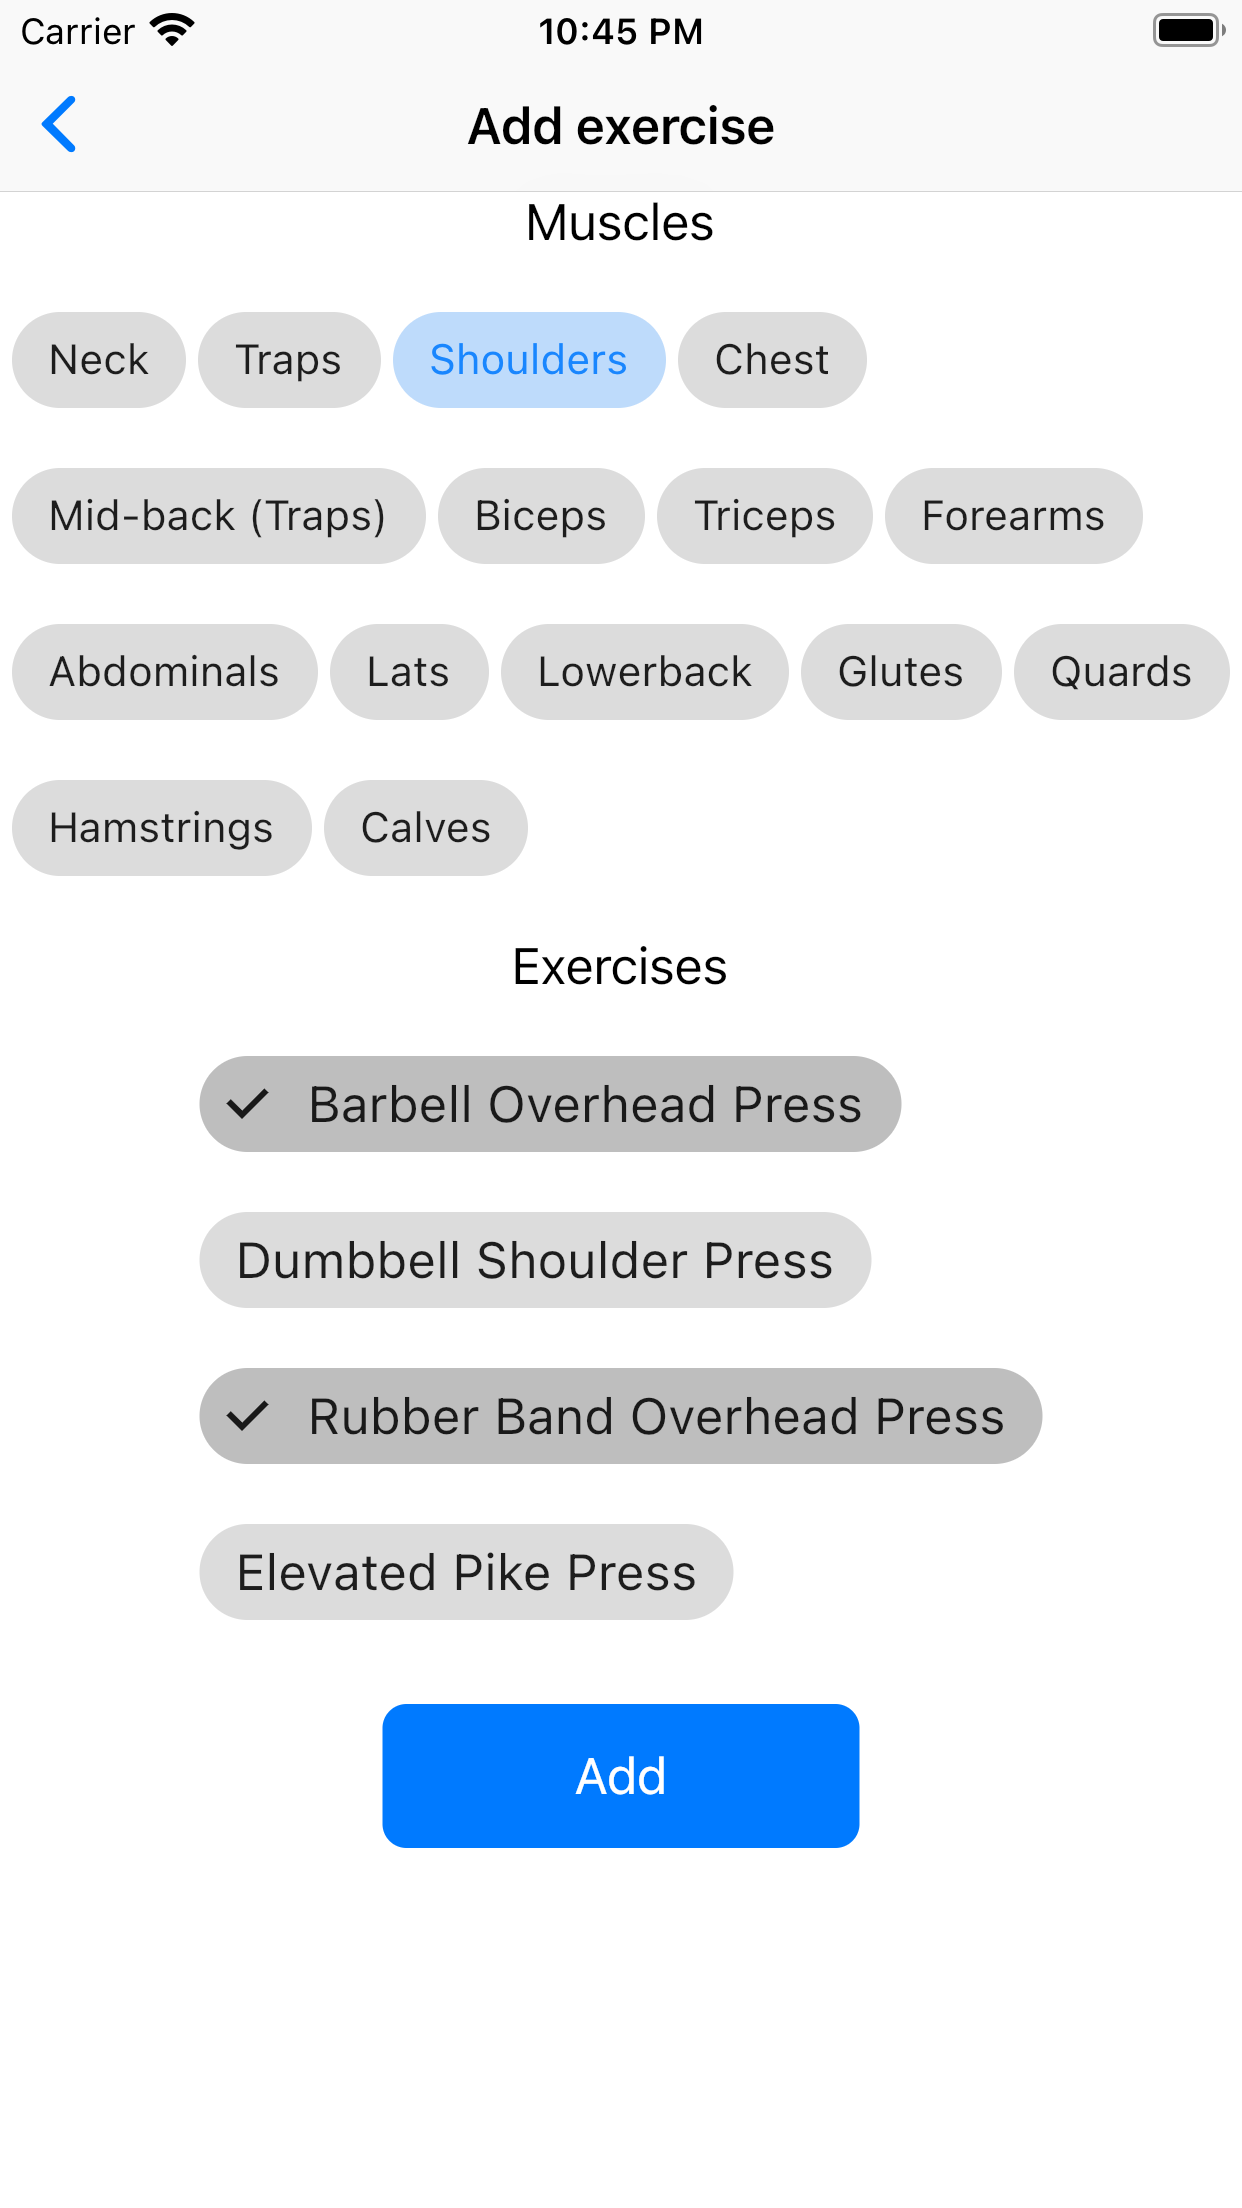 Carrier 10:45 PM
Add exercise
Muscles
Neck Traps Shoulders Chest
Mid-back (Traps) Biceps Triceps Forearms
Abdominals Lats Lowerback Glutes Quards
Hamstrings Calves
Exercises
Barbell Overhead Press
Dumbbell Shoulder Press
Rubber Band Overhead Press
Elevated Pike Press
Add